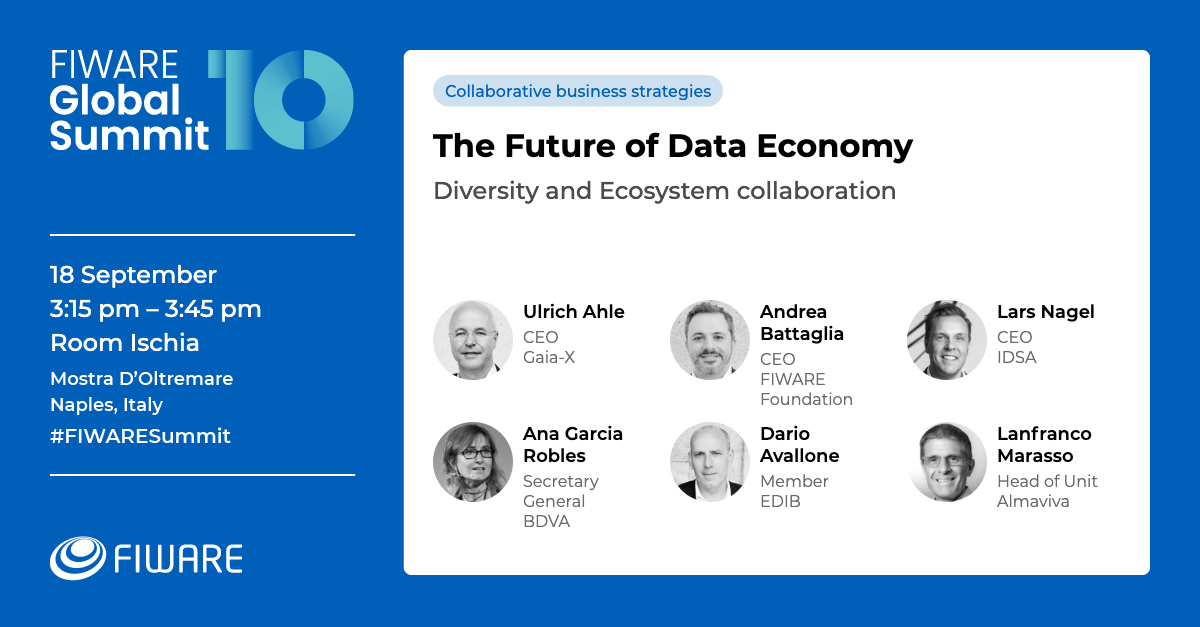 FIWARE
Global
Summit
10
18 September
3:15 pm – 3:45 pm
Room Ischia
Mostra D’Oltremare
Naples, Italy
#FIWARESummit
FIWARE
Collaborative business strategies
The Future of Data Economy
Diversity and Ecosystem collaboration
Ulrich Ahle
CEO
Gaia-X
Andrea
Battaglia
CEO
FIWARE
Foundation
Lars Nagel
CEO
IDSA
Ana Garcia
Robles
Secretary
General
BDVA
Dario
Avallone
Member
EDIB
Lanfranco
Marasso
Head of Unit
Almaviva